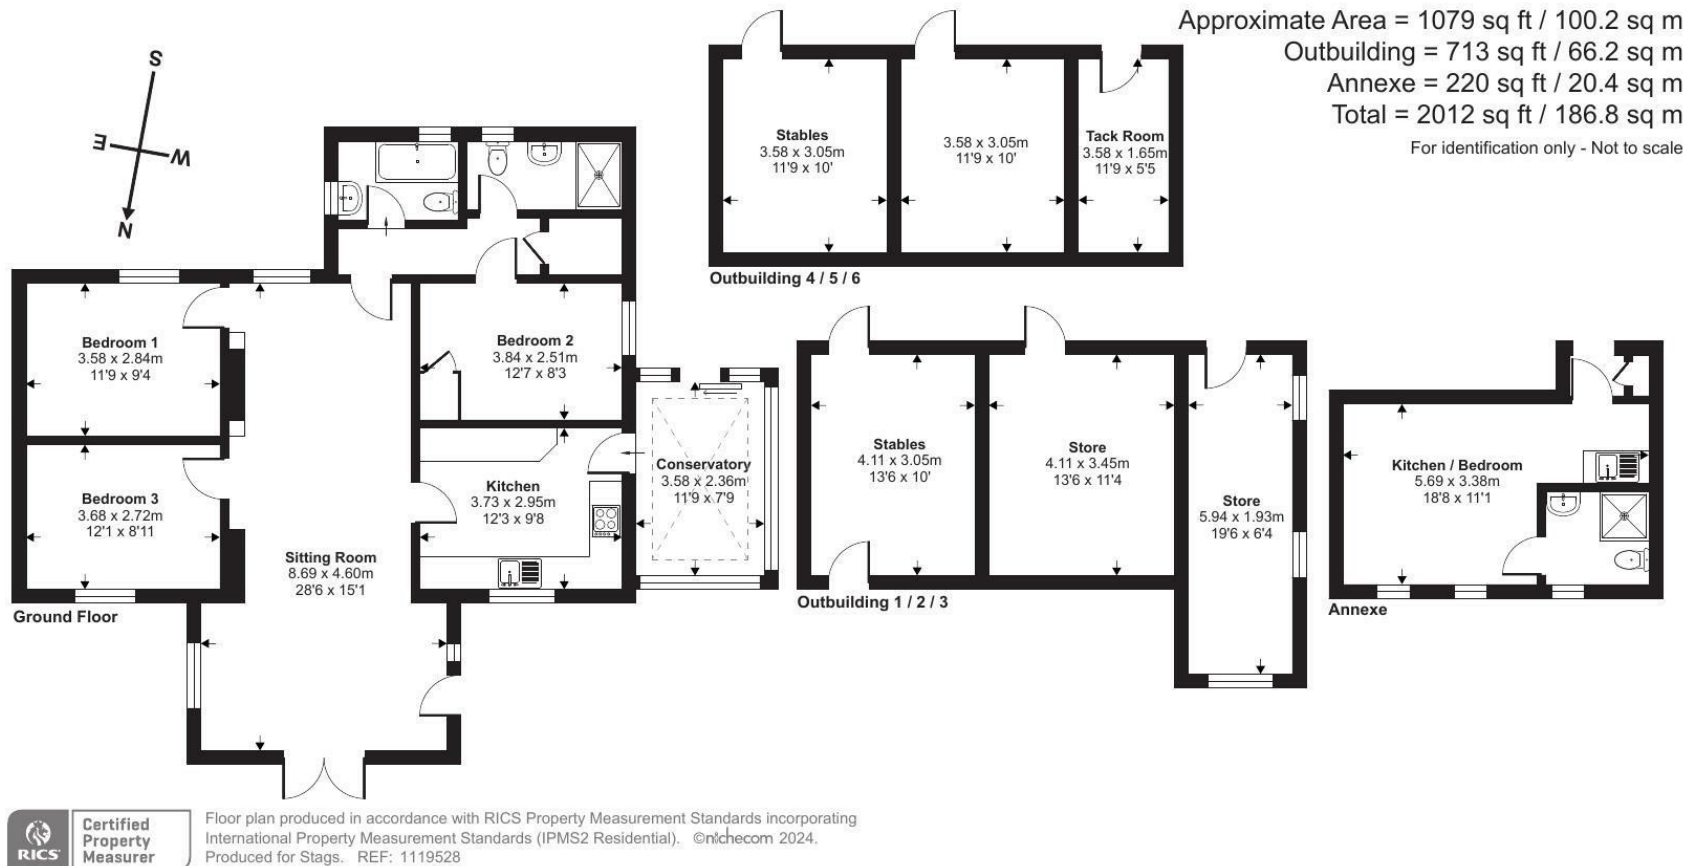 Approximate Area = 1079 sq ft / 100.2 sq m
Outbuilding = 713 sq ft / 66.2 sq m
Annexe = 220 sq ft / 20.4 sq m
Total = 2012 sq ft / 186.8 sq m
For identification only - Not to scale
S
E
W
N
Stables
3.58 x 3.05m
11'9 x 10'
3.58 x 3.05m
11'9 x 10'
Tack Room
3.58 x 1.65m
11'9 x 5'5
Outbuilding 4 / 5 / 6
Bedroom 1
3.58 x 2.84m
11'9 x 9'4
Bedroom 2
3.84 x 2.51m
12'7 x 8'3
Bedroom 3
3.68 x 2.72m
12'1 x 8'11
Kitchen
3.73 x 2.95m
12'3 x 9'8
Conservatory
3.58 x 2.36m
11'9 x 7'9
Sitting Room
8.69 x 4.60m
28'6 x 15'1
Ground Floor
Stables
4.11 x 3.05m
13'6 x 10'
Store
4.11 x 3.45m
13'6 x 11'4
Store
5.94 x 1.93m
19'6 x 6'4
Outbuilding 1 / 2 / 3
Kitchen / Bedroom
5.69 x 3.38m
18'8 x 11'1
Annexe
RICS
Certified
Property
Measurer
Floor plan produced in accordance with RICS Property Measurement Standards incorporating
International Property Measurement Standards (IPMS2 Residential). ©nichecom 2024.
Produced for Stags. REF: 1119528